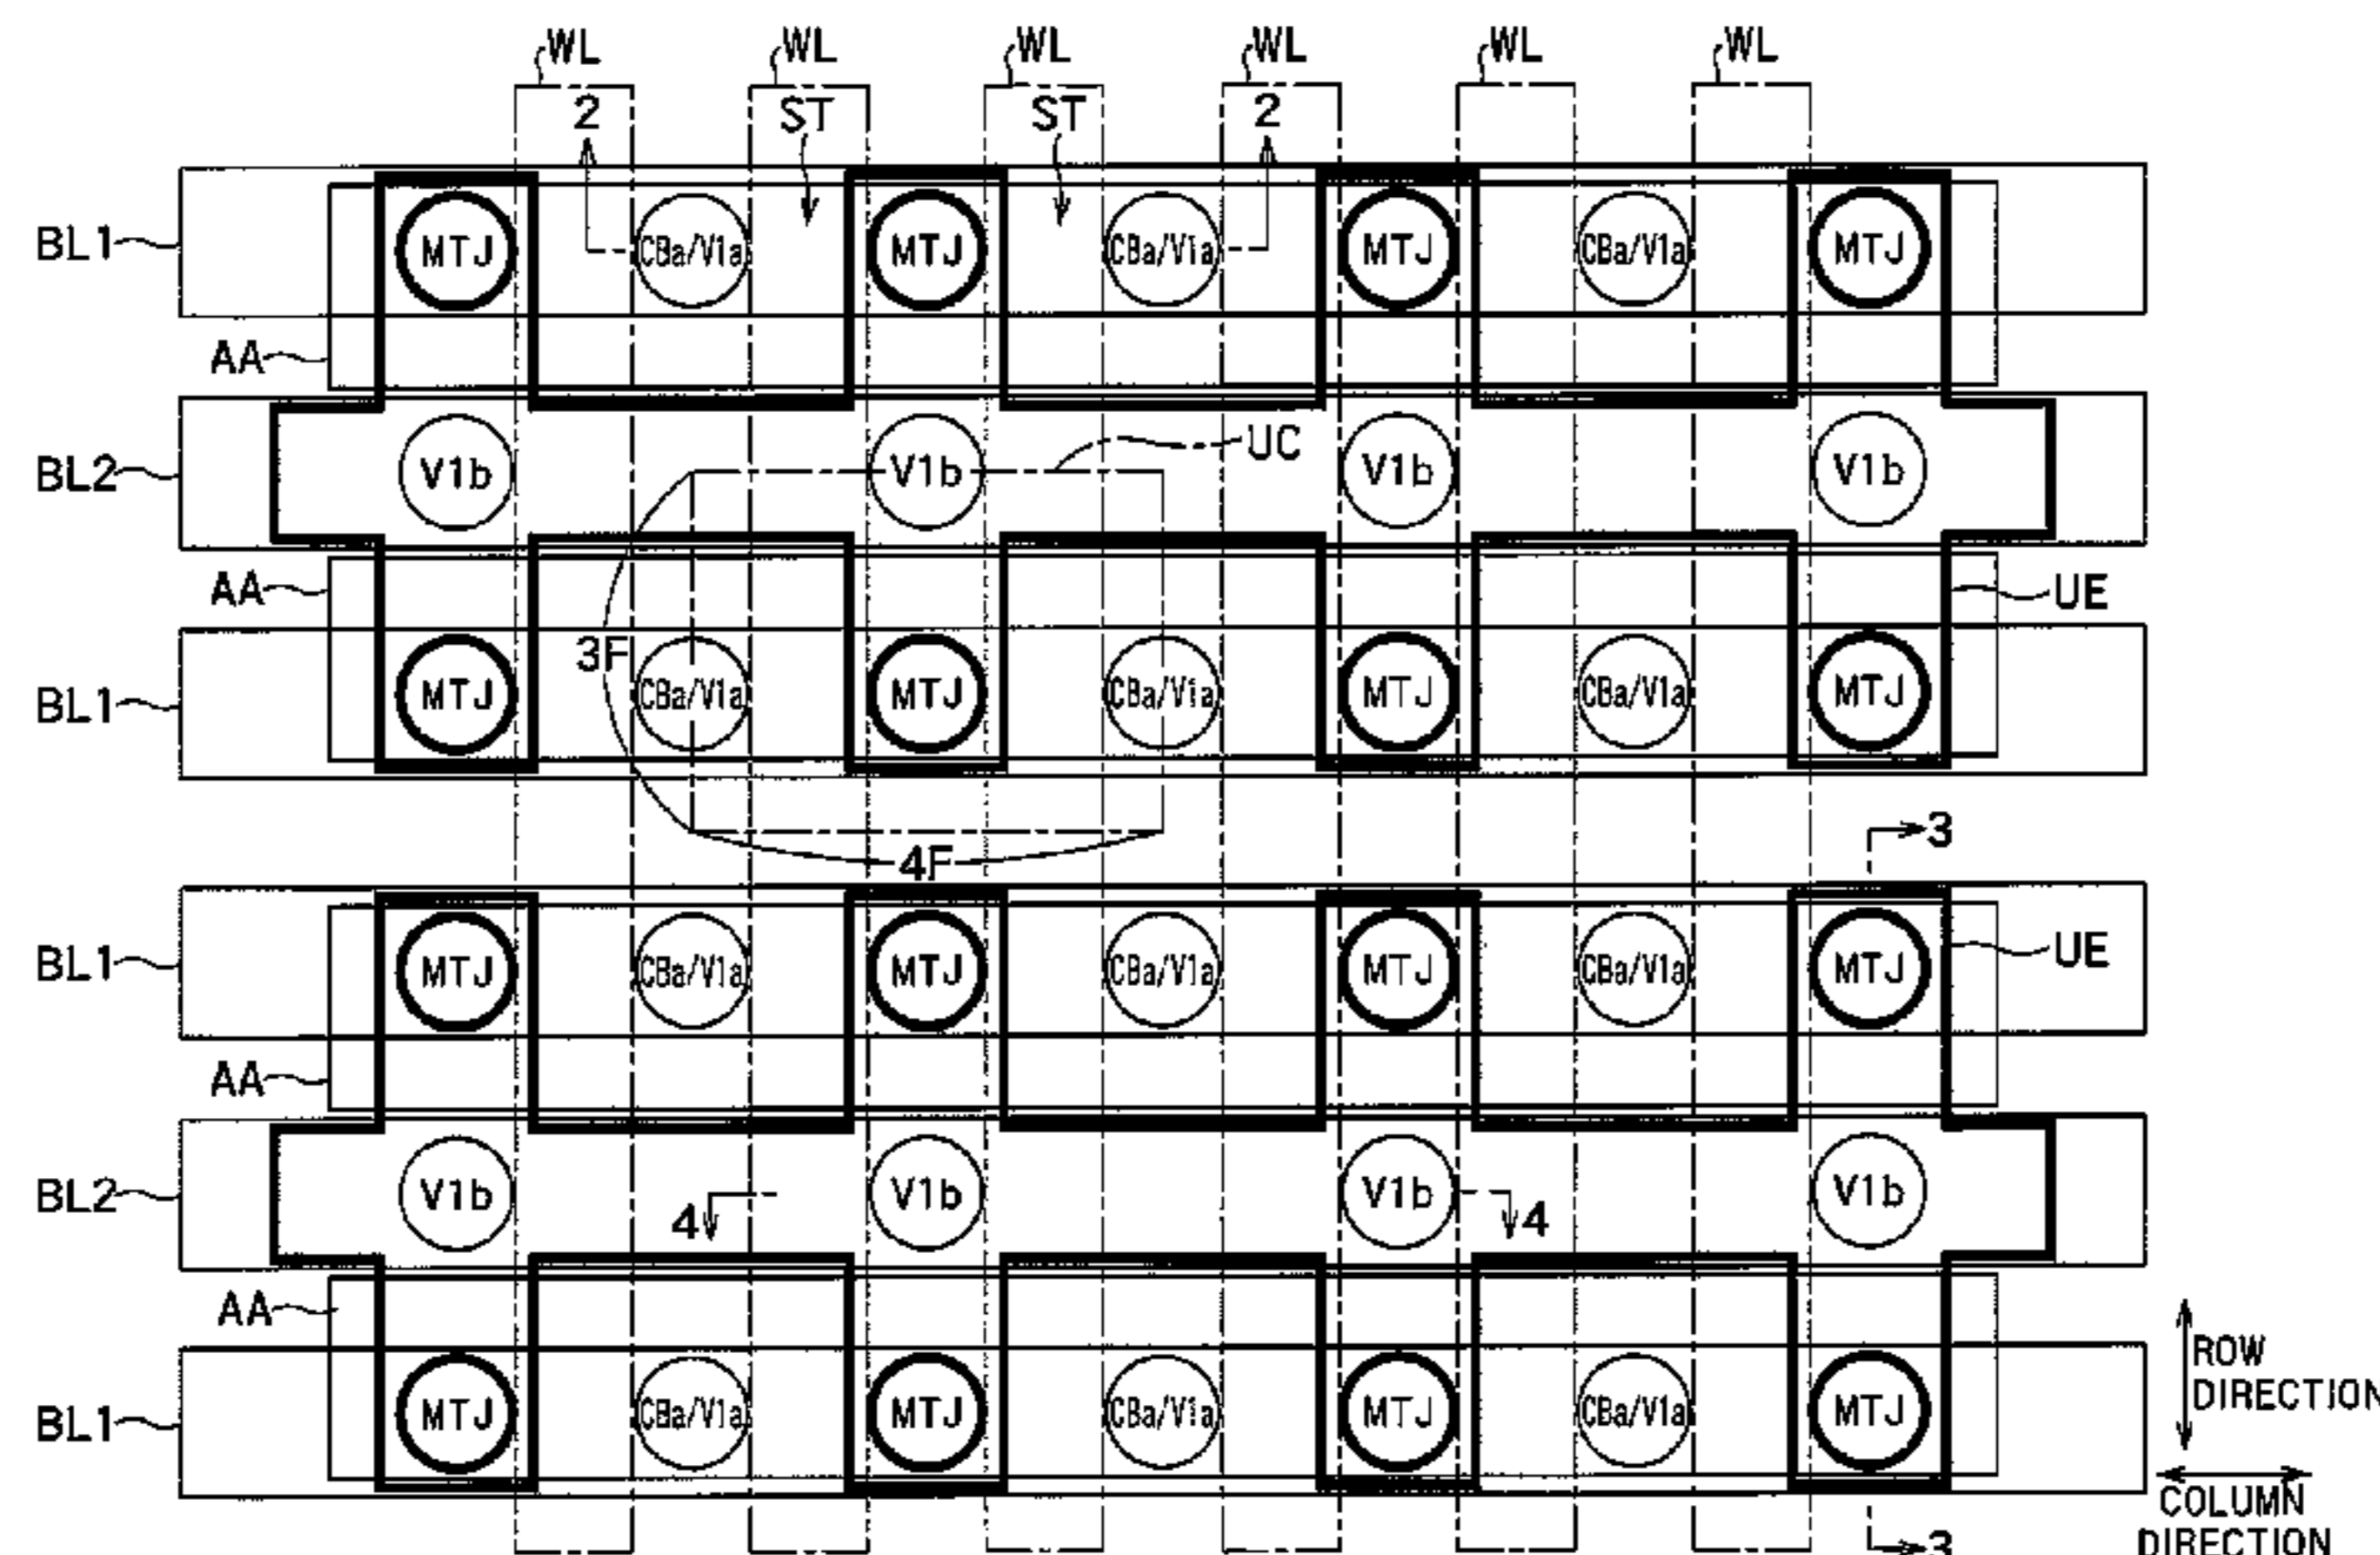 WL WL WL WL WL WL
2 ST ST 2
BL1 MTJ CBa/V1a MTJ CBa/V1a MTJ CBa/V1a MTJ
AA
UC
BL2 V1b V1b V1b V1b
AA UE
3F
BL1 MTJ CBa/V1a MTJ CBa/V1a MTJ CBa/V1a MTJ
3
4F
BL1 MTJ CBa/V1a MTJ CBa/V1a MTJ CBa/V1a MTJ UE
AA
BL2 V1b V1b V1b V1b
4 4
AA
ROW
DIRECTION
BL1 MTJ CBa/V1a MTJ CBa/V1a MTJ CBa/V1a MTJ
COLUMN
DIRECTION
3